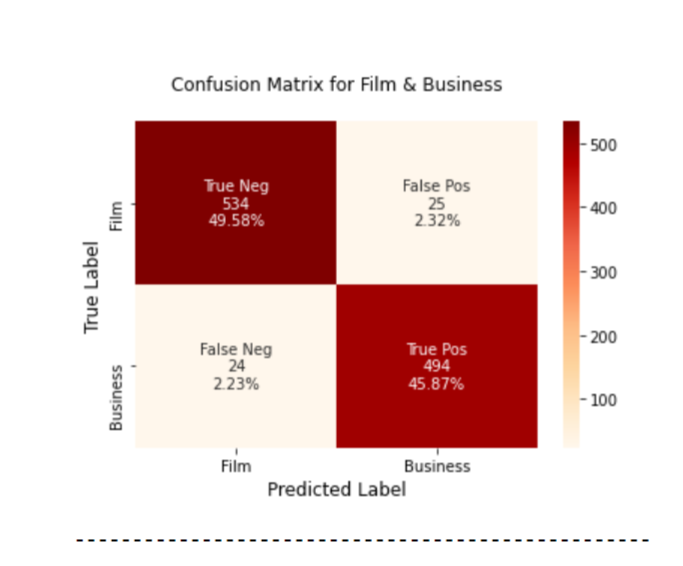 Confusion Matrix for Film & Business
True Label
Film
True Neg
534
49.58%
False Pos
25
2.32%
Business
False Neg
24
2.23%
True Pos
494
45.87%
Film
Business
Predicted Label
500
400
300
200
100